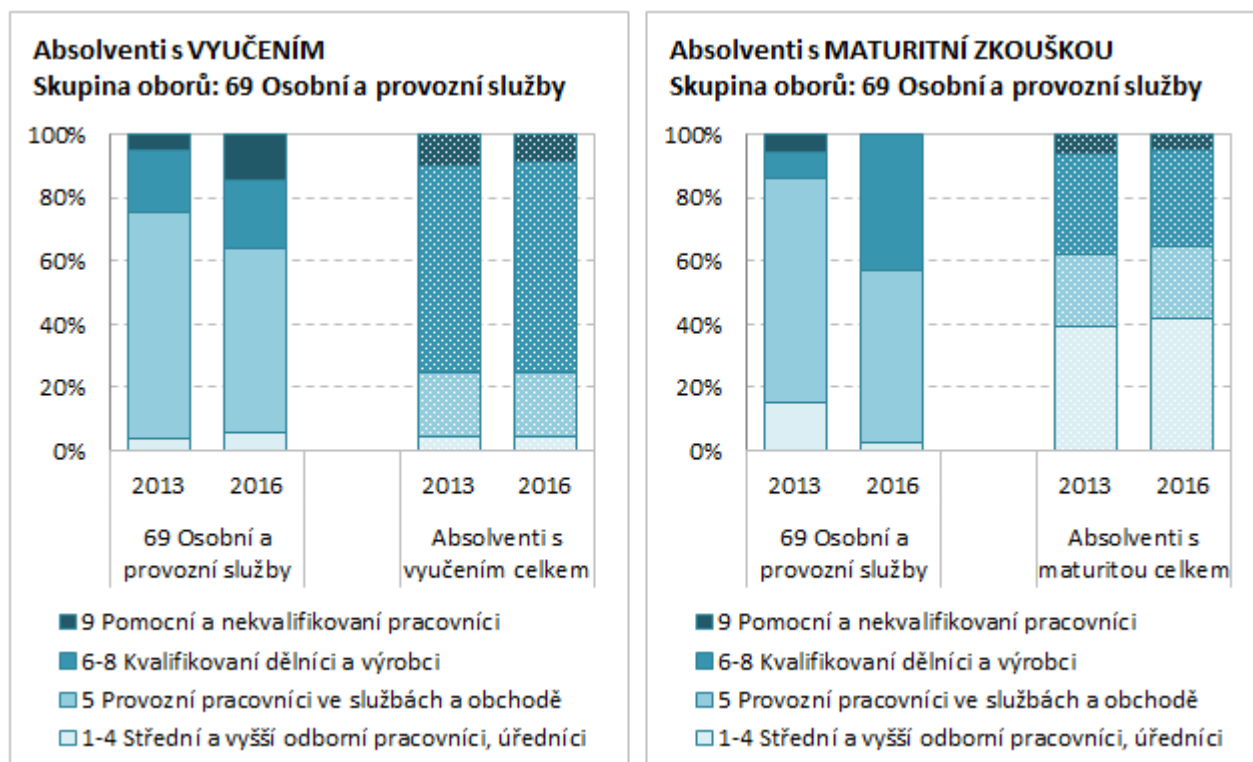 Absolventi s VYUČENÍM
Skupina oborů: 69 Osobní a provozní služby
100%
80%
60%
40%
20%
0%
2013 2016 2013 2016
69 Osobní a provozní služby
Absolventi s vyučením celkem
9 Pomocní a nekvalifikovaní pracovníci
6-8 Kvalifikovaní dělníci a výrobci
5 Provozní pracovníci ve službách a obchodě
1-4 Střední a vyšší odborní pracovníci, úředníci
Absolventi s MATURITNÍ ZKOUŠKOU
Skupina oborů: 69 Osobní a provozní služby
100%
80%
60%
40%
20%
0%
2013 2016 2013 2016
69 Osobní a provozní služby
Absolventi s maturitou celkem
9 Pomocní a nekvalifikovaní pracovníci
6-8 Kvalifikovaní dělníci a výrobci
5 Provozní pracovníci ve službách a obchodě
1-4 Střední a vyšší odborní pracovníci, úředníci